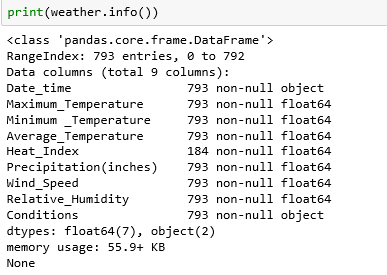 print(weather.info())
<class 'pandas.core.frame.DataFrame'>
RangeIndex: 793 entries, 0 to 792
Data columns (total 9 columns):
Date_time                793 non-null object
Maximum_Temperature      793 non-null float64
Minimum _Temperature     793 non-null float64
Average_Temperature      793 non-null float64
Heat_Index               184 non-null float64
Precipitation(inches)    793 non-null float64
Wind_Speed               793 non-null float64
Relative_Humidity        793 non-null float64
Conditions               793 non-null object
dtypes: float64(7), object(2)
memory usage: 55.9+ KB
None